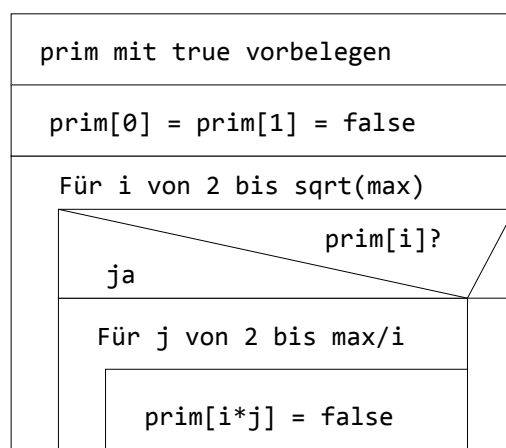 prim mit true vorbelegen
prim[0] = prim[1] = false
Für i von 2 bis sqrt(max)
prim[i]?
ja
Für j von 2 bis max/i
prim[i*j] = false